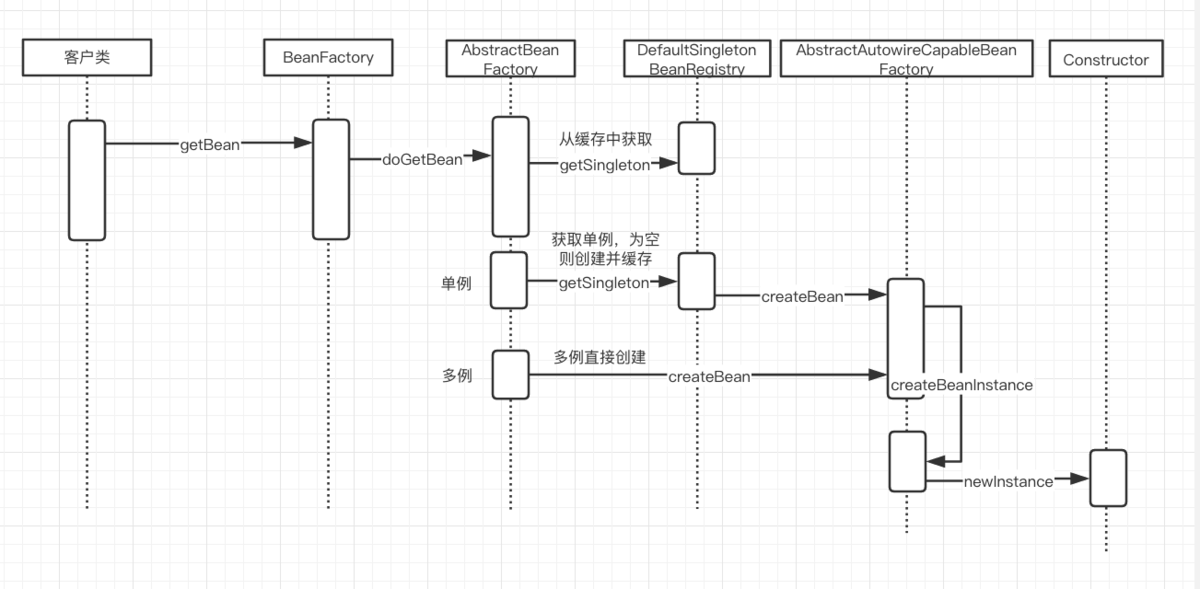 客户类
BeanFactory
AbstractBean
Factory
DefaultSingleton
BeanRegistry
AbstractAutowireCapableBean
Factory
Constructor
getBean
doGetBean
从缓存中获取
getSingleton
获取单例，为空
则创建并缓存
单例
getSingleton
createBean
多例直接创建
多例
createBean
createBeanInstance
newInstance